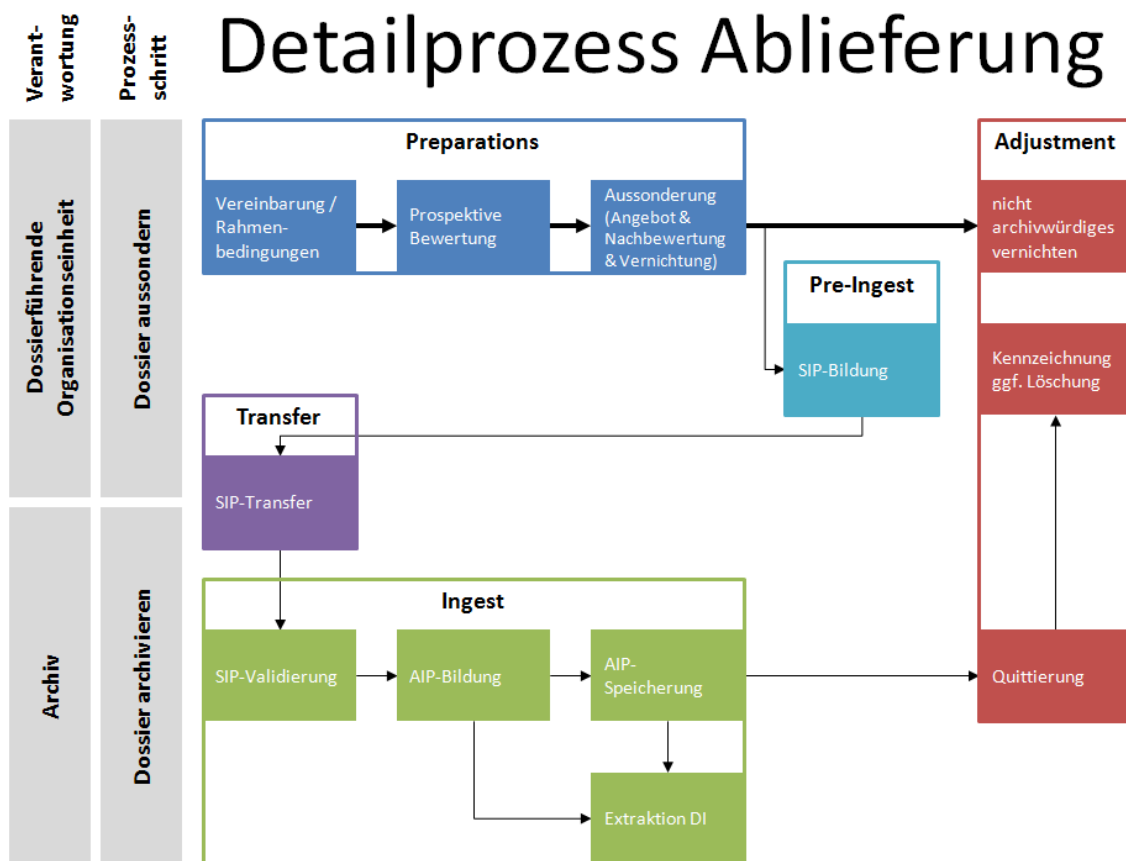 Detailprozess Ablieferung
Verant-
wortung
Prozess-
schritt
Dossierführende
Organisationseinheit
Dossier aussondern
Preparations
Vereinbarung /
Rahmen-
bedingungen
Prospektive
Bewertung
Aussonderung
(Angebot &
Nachbewertung
& Vernichtung)
Adjustment
nicht
archivwürdiges
vernichten
Pre-Ingest
SIP-Bildung
Kennzeichnung
ggf. Löschung
Transfer
SIP-Transfer
Archiv
Dossier archivieren
Ingest
SIP-Validierung
AIP-Bildung
AIP-
Speicherung
Quittierung
Extraktion DI